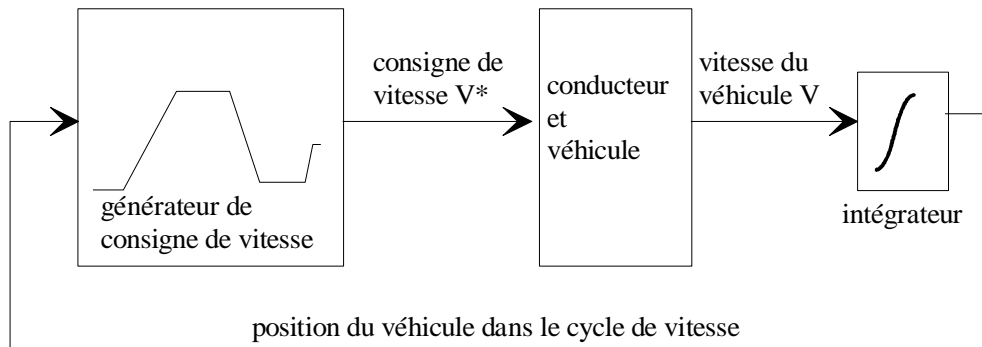 consigne de
vitesse V*
conducteur
et
véhicule
vitesse du
véhicule V
générateur de
consigne de vitesse
intégrateur
position du véhicule dans le cycle de vitesse